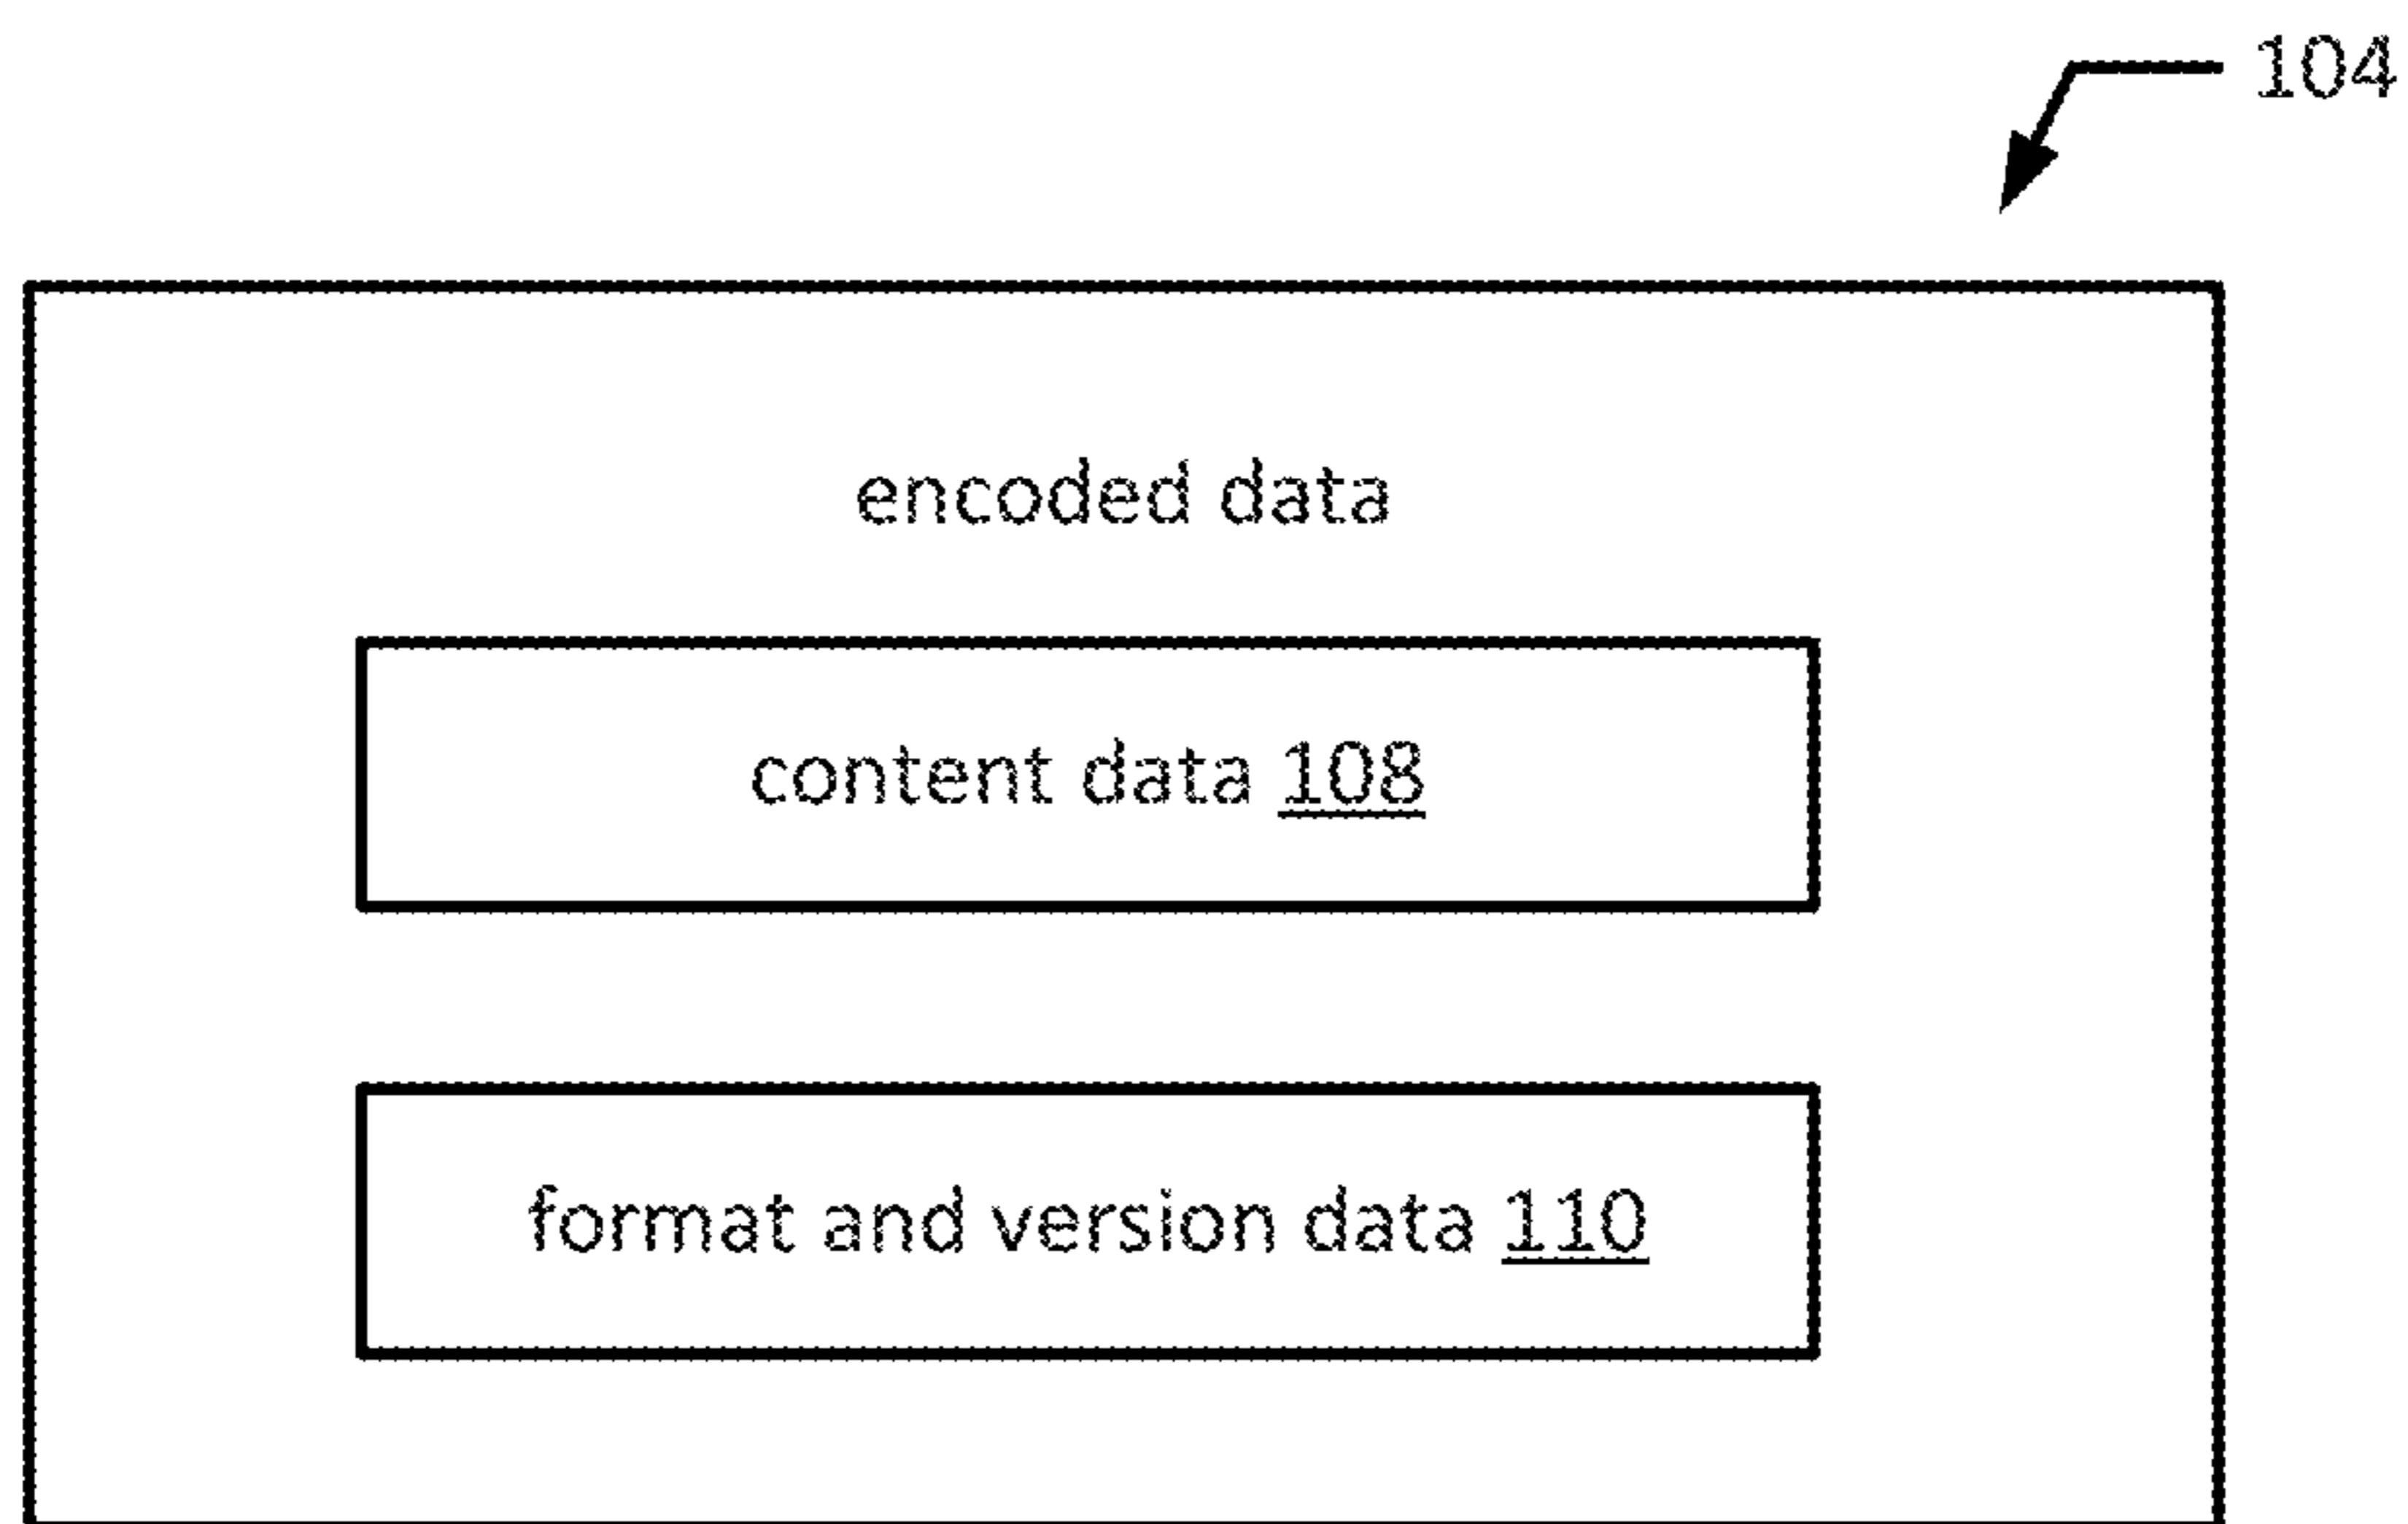 104
encoded data
content data 108
format and version data 110